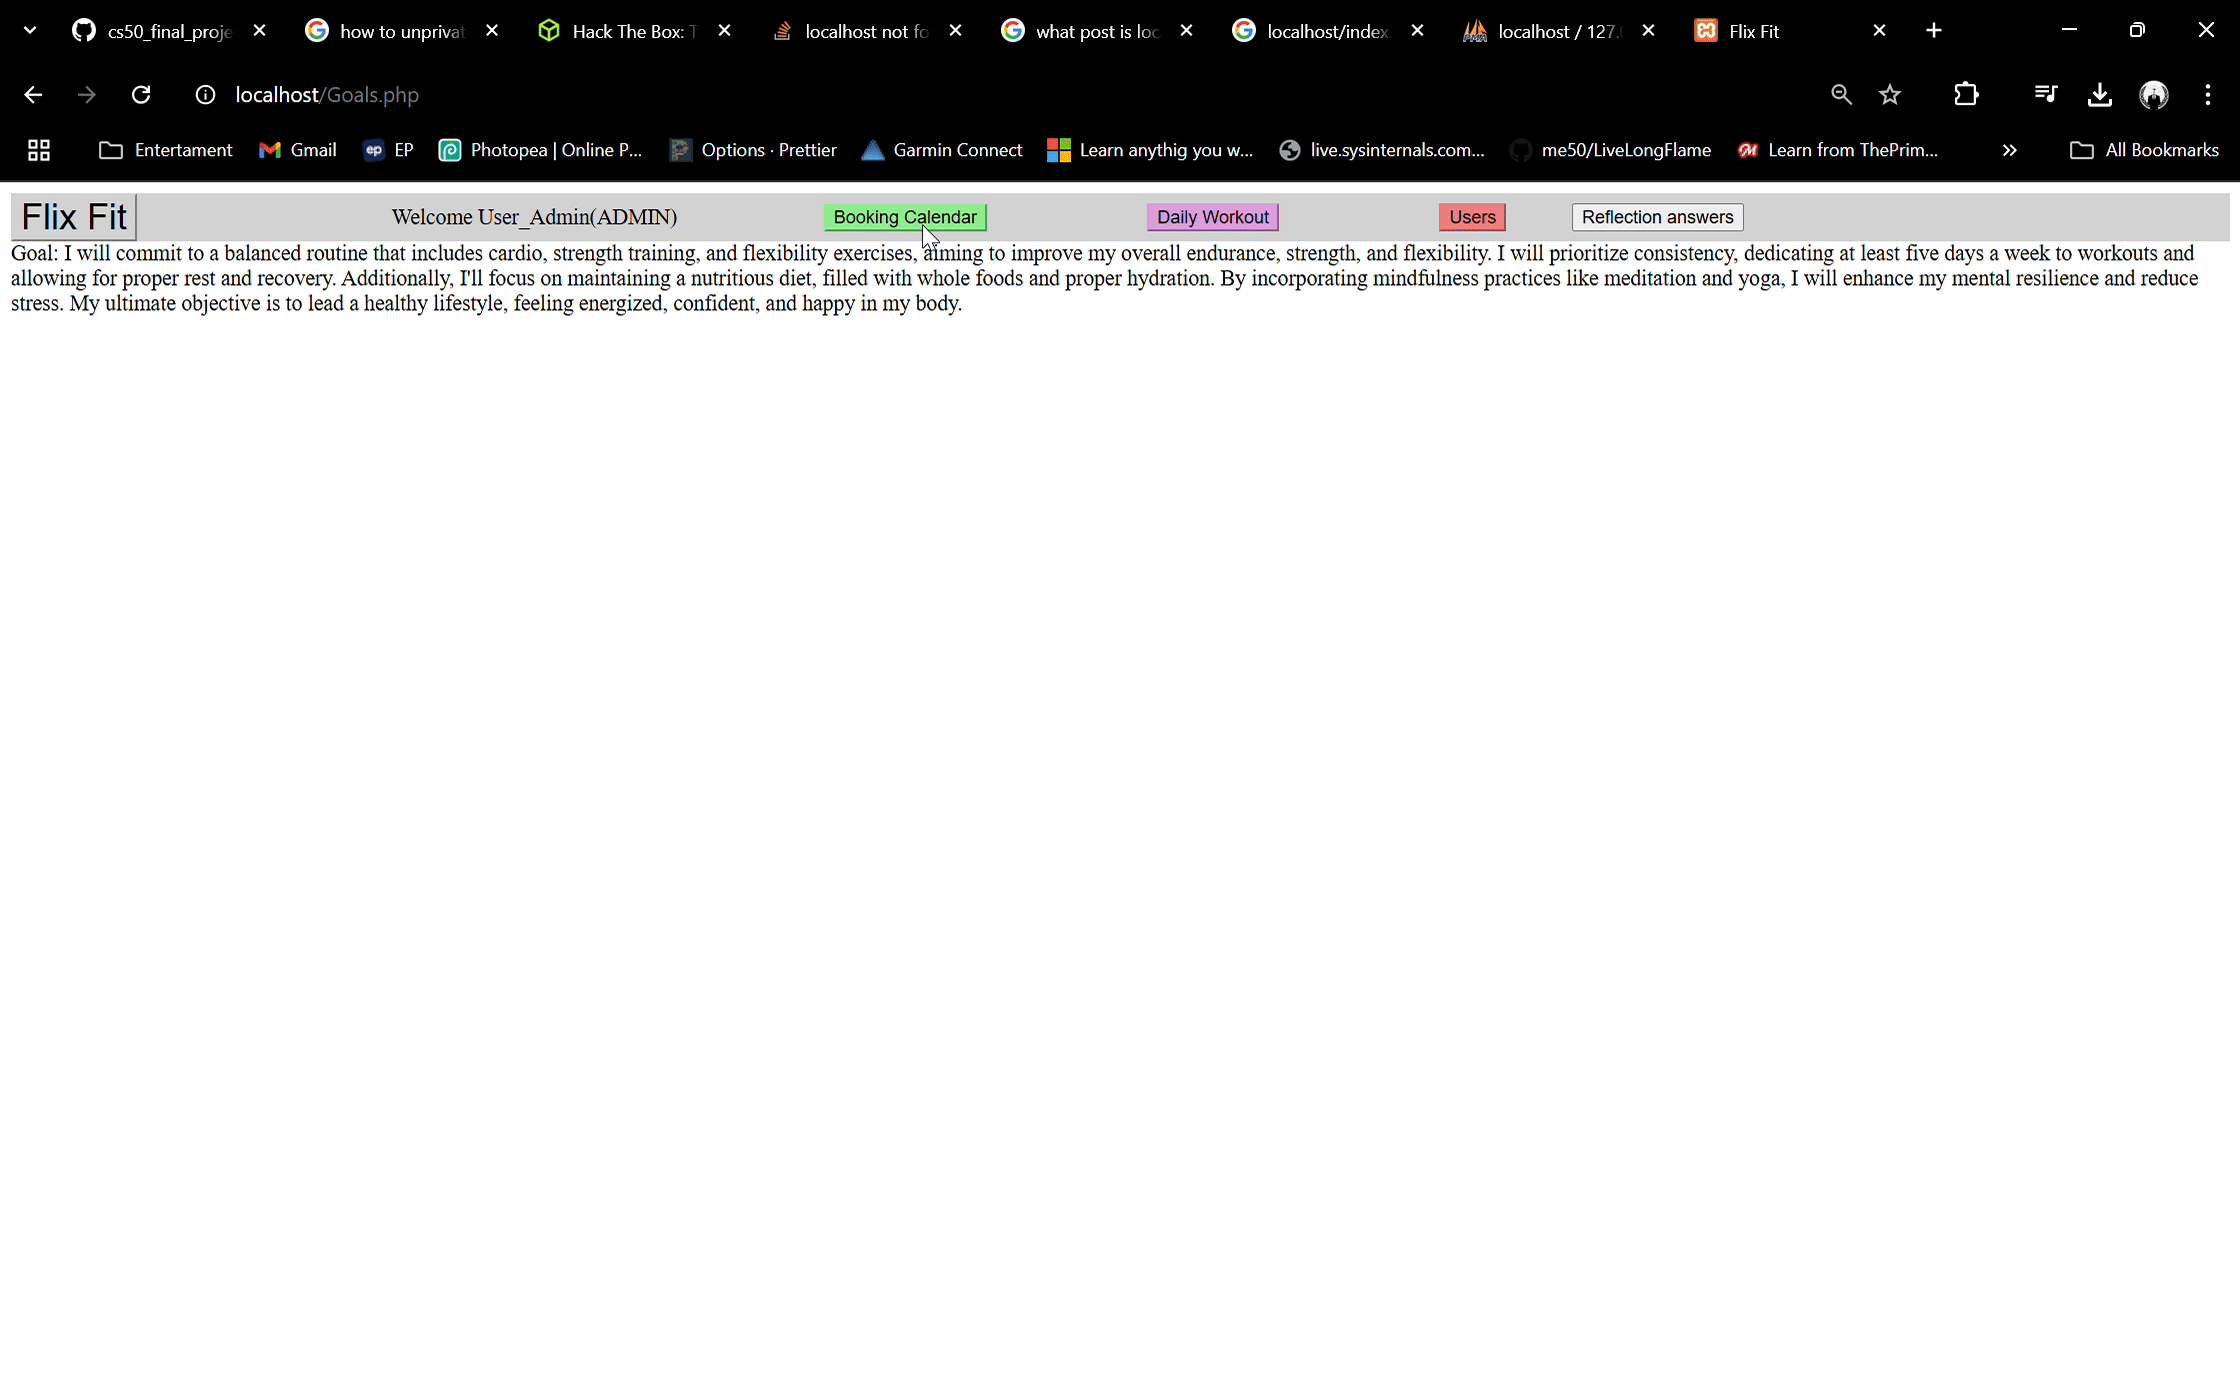 cs50_final_proje
how to unprivat
Hack The Box: T
localhost not fo
what post is loc
localhost/index.
localhost / 127.0
Flix Fit
localhost/Goals.php
Entertament
Gmail
ep EP
Photopea | Online P...
Options · Prettier
Garmin Connect
Learn anythig you w...
live.sysinternals.com...
me50/LiveLongFlame
Learn from ThePrim...
All Bookmarks
Flix Fit
Welcome User_Admin(ADMIN)
Booking Calendar
Daily Workout
Users
Reflection answers
Goal: I will commit to a balanced routine that includes cardio, strength training, and flexibility exercises, aiming to improve my overall endurance, strength, and flexibility. I will prioritize consistency, dedicating at least five days a week to workouts and
allowing for proper rest and recovery. Additionally, I'll focus on maintaining a nutritious diet, filled with whole foods and proper hydration. By incorporating mindfulness practices like meditation and yoga, I will enhance my mental resilience and reduce
stress. My ultimate objective is to lead a healthy lifestyle, feeling energized, confident, and happy in my body.